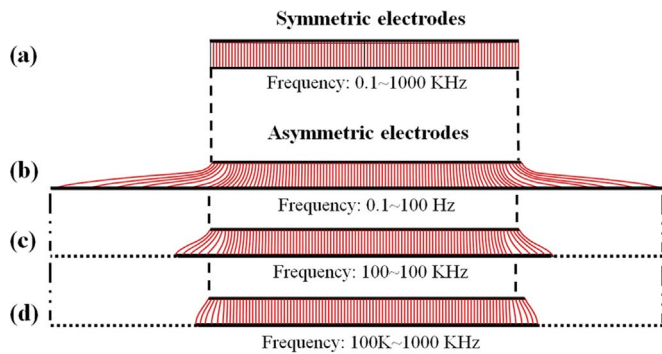 Symmetric electrodes
(a)
Frequency: 0.1~1000 KHz
Asymmetric electrodes
(b)
Frequency: 0.1~100 Hz
(c)
Frequency: 100~100 KHz
(d)
Frequency: 100K~1000 KHz